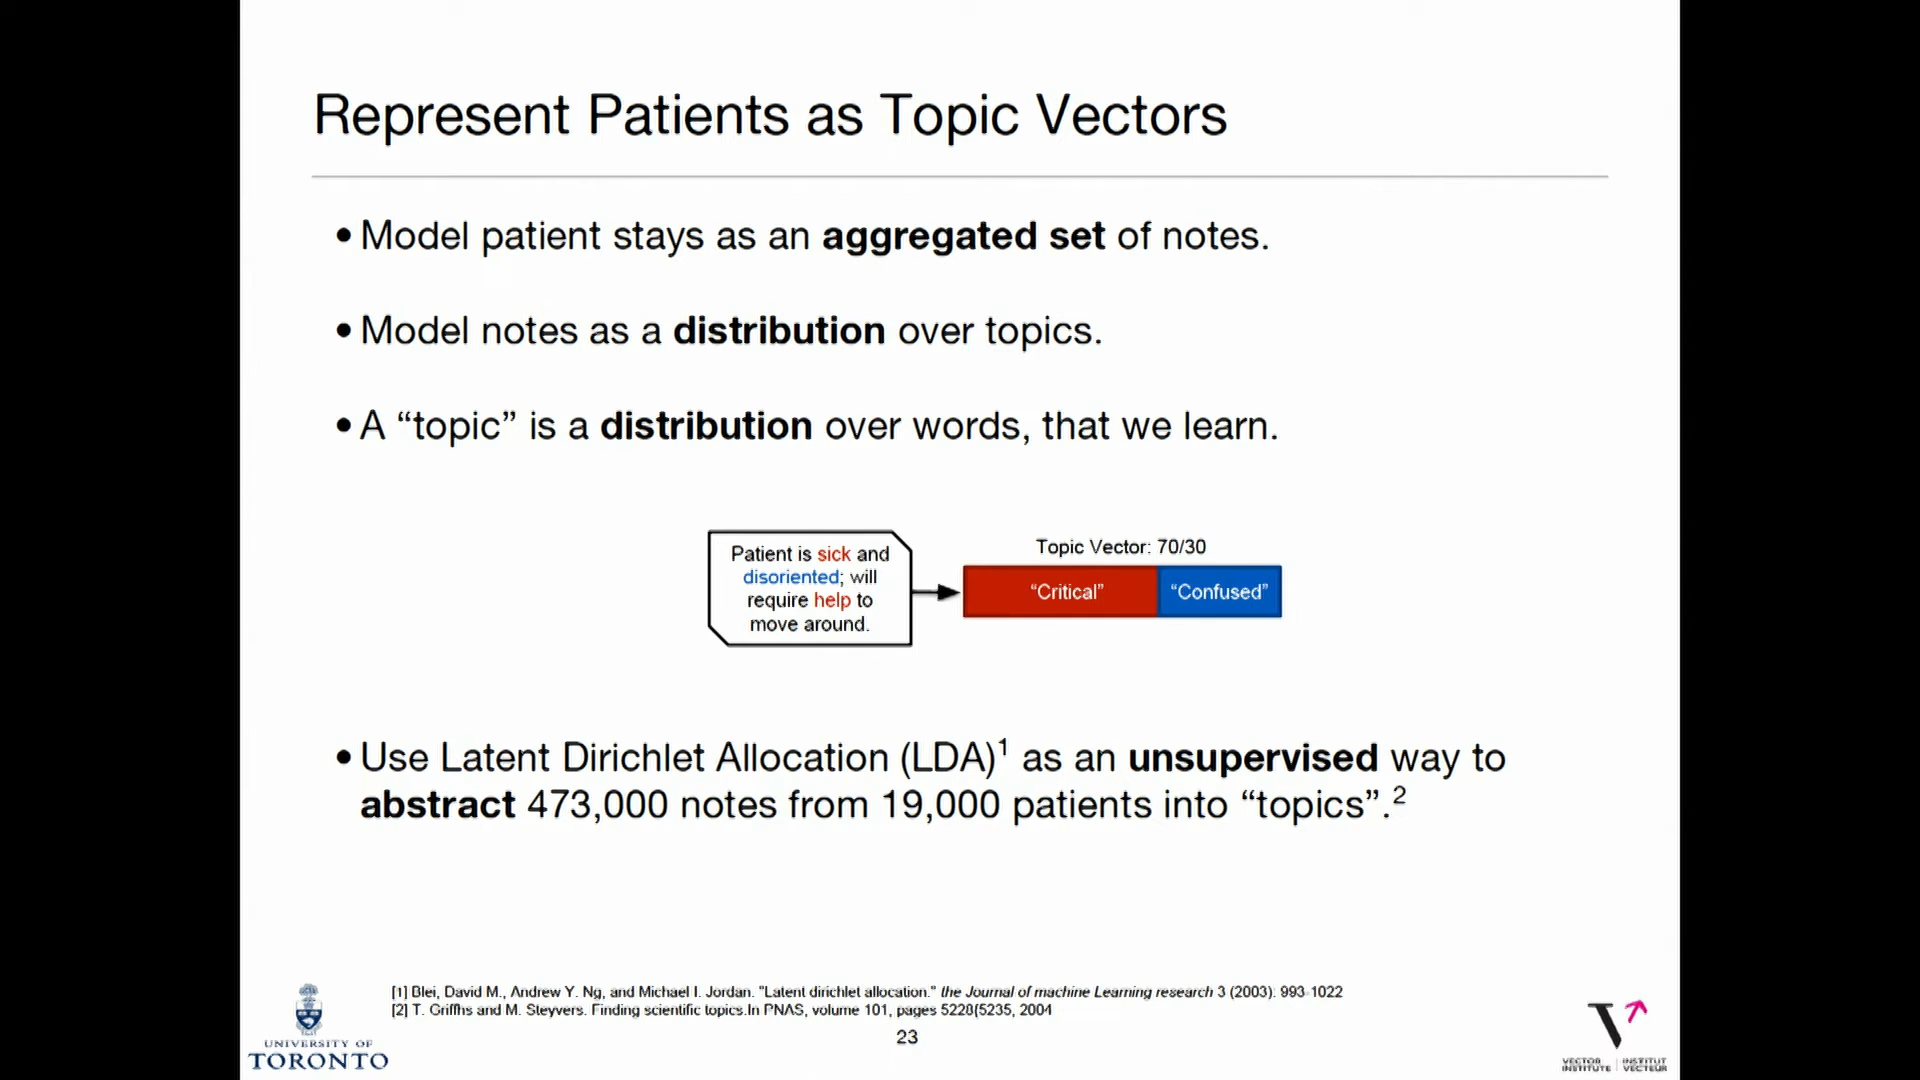 Represent Patients as Topic Vectors
• Model patient stays as an aggregated set of notes.
• Model notes as a distribution over topics.
• A “topic” is a distribution over words, that we learn.
Patient is sick and
disoriented; will
require help to
move around.
Topic Vector: 70/30
“Critical”
“Confused”
• Use Latent Dirichlet Allocation (LDA)1 as an unsupervised way to
abstract 473,000 notes from 19,000 patients into “topics”.2
[1] Blei, David M., Andrew Y. Ng, and Michael I. Jordan. "Latent dirichlet allocation." the Journal of machine Learning research 3 (2003): 993-1022
[2] T. Griffhs and M. Steyvers. Finding scientific topics.In PNAS, volume 101, pages 5228(5235, 2004
23
UNIVERSITY OF
TORONTO
VECTOR INSTITUT
INSTITUTE VECTEUR